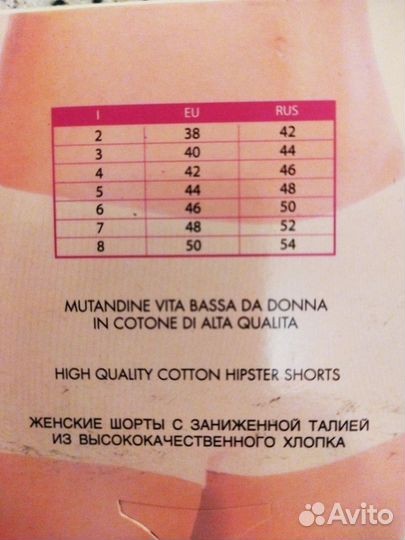 I EU RUS
2 38 42
3 40 44
4 42 46
5 44 48
6 46 50
7 48 52
8 50 54
MUTANDINE VITA BASSA DA DONNA
IN COTONE DI ALTA QUALITA
HIGH QUALITY COTTON HIPSTER SHORTS
ЖЕНСКИЕ ШОРТЫ С ЗАНИЖЕННОЙ ТАЛИЕЙ
ИЗ ВЫСОКОКАЧЕСТВЕННОГО ХЛОПКА
Avito